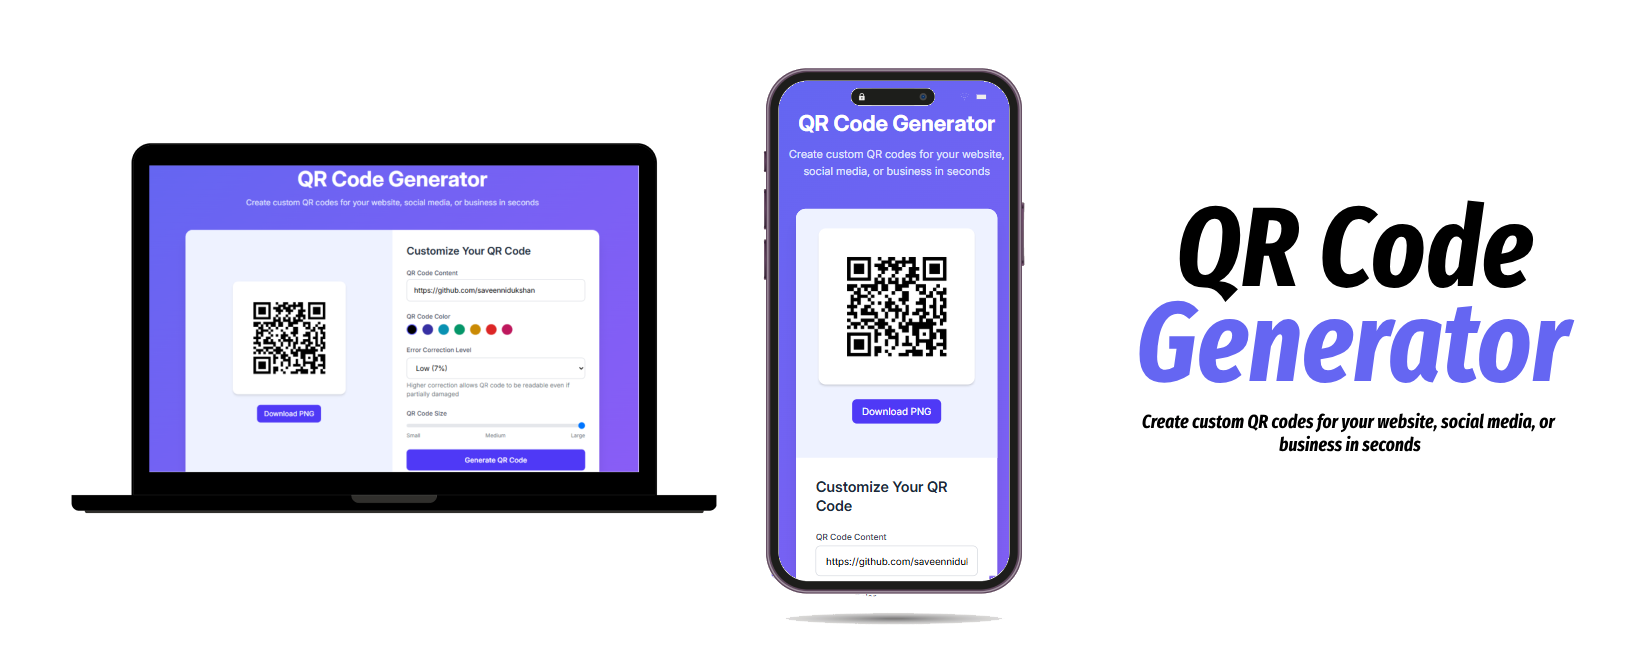 QR Code Generator
Create custom QR codes for your website, social media, or business in seconds
Customize Your QR Code
QR Code Content
https://github.com/saveennidukshan
QR Code Color
Error Correction Level
Low (7%)
Higher correction allows QR code to be readable even if
partially damaged
QR Code Size
Small Medium Large
Generate QR Code
Download PNG
QR Code Generator
Create custom QR codes for your website,
social media, or business in seconds
Download PNG
Customize Your QR
Code
QR Code Content
https://github.com/saveennidul
QR Code
Generator
Create custom QR codes for your website, social media, or
business in seconds